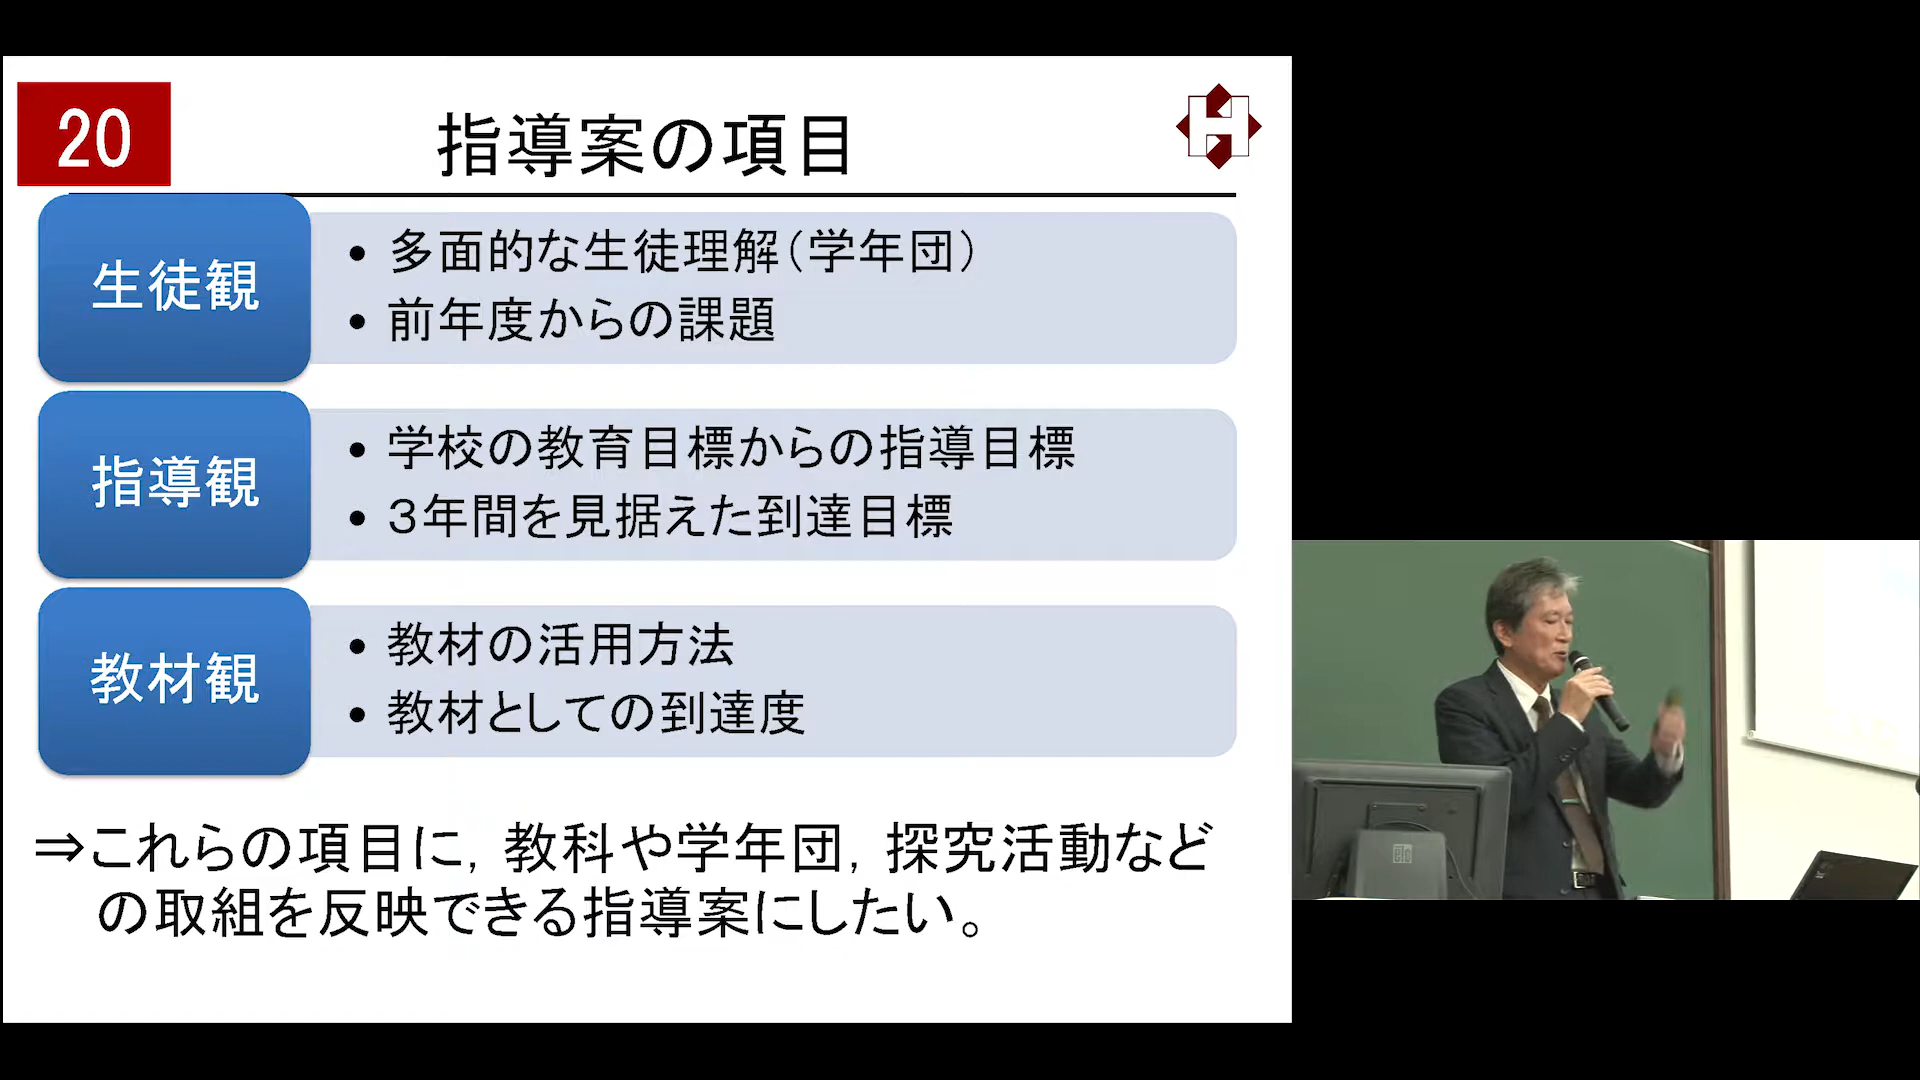 20
指導案の項目
生徒観
• 多面的な生徒理解（学年団）
• 前年度からの課題
指導観
• 学校の教育目標からの指導目標
• ３年間を見据えた到達目標
教材観
• 教材の活用方法
• 教材としての到達度
⇒これらの項目に，教科や学年団，探究活動など
の取組を反映できる指導案にしたい。